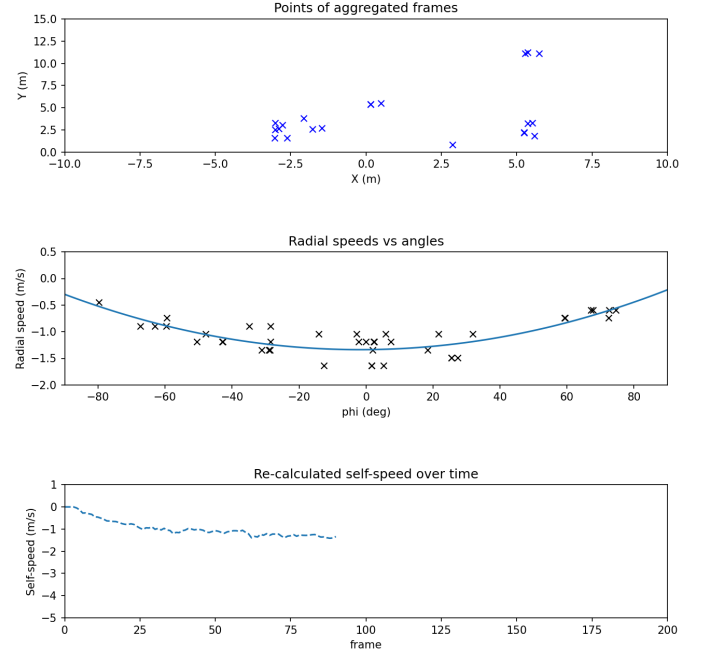 Points of aggregated frames
15.0
12.5
10.0
7.5
5.0
2.5
0.0
Y (m)
−10.0 −7.5 −5.0 −2.5 0.0 2.5 5.0 7.5 10.0
X (m)
Radial speeds vs angles
0.5
0.0
−0.5
−1.0
−1.5
−2.0
Radial speed (m/s)
−80 −60 −40 −20 0 20 40 60 80
phi (deg)
Re-calculated self-speed over time
1
0
−1
−2
−3
−4
−5
Self-speed (m/s)
0 25 50 75 100 125 150 175 200
frame